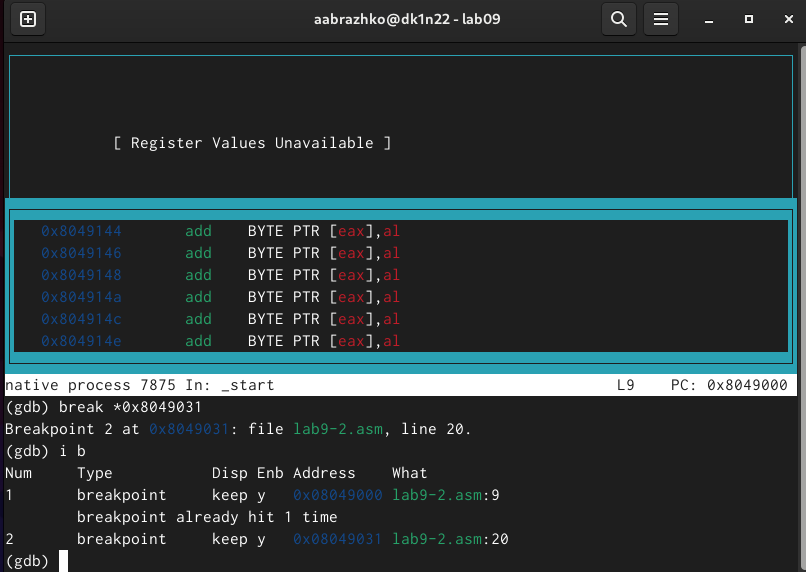 aabrazhko@dk1n22 - lab09
[ Register Values Unavailable ]
0x8049144 add BYTE PTR [eax],al
0x8049146 add BYTE PTR [eax],al
0x8049148 add BYTE PTR [eax],al
0x804914a add BYTE PTR [eax],al
0x804914c add BYTE PTR [eax],al
0x804914e add BYTE PTR [eax],al
native process 7875 In: _start L9 PC: 0x8049000
(gdb) break *0x8049031
Breakpoint 2 at 0x8049031: file lab9-2.asm, line 20.
(gdb) i b
Num Type Disp Enb Address What
1 breakpoint keep y 0x08049000 lab9-2.asm:9
breakpoint already hit 1 time
2 breakpoint keep y 0x08049031 lab9-2.asm:20
(gdb)